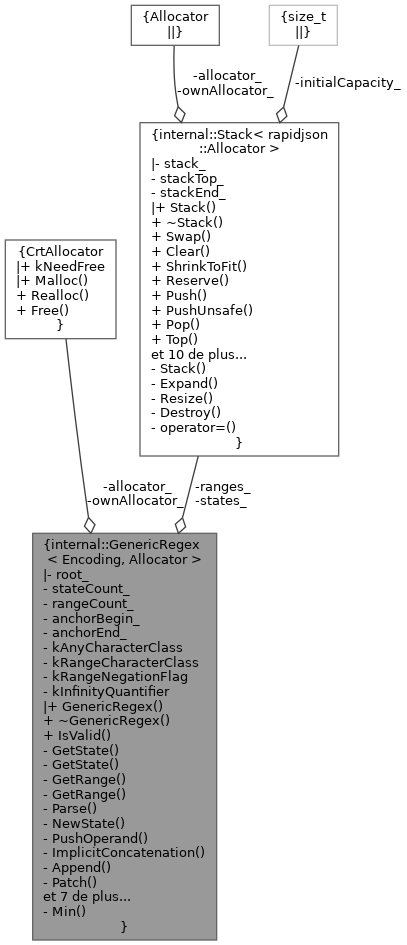 {Allocator
||}
{size_t
||}
-allocator_
-ownAllocator_
-initialCapacity_
{internal::Stack< rapidjson
::Allocator >
|- stack_
- stackTop_
- stackEnd_
|+ Stack()
+ ~Stack()
+ Swap()
+ Clear()
+ ShrinkToFit()
+ Reserve()
+ Push()
+ PushUnsafe()
+ Pop()
+ Top()
et 10 de plus...
- Stack()
- Expand()
- Resize()
- Destroy()
- operator=()
}
{CrtAllocator
|+ kNeedFree
|+ Malloc()
+ Realloc()
+ Free()
}
-allocator_
-ownAllocator_
-ranges_
-states_
{internal::GenericRegex
< Encoding, Allocator >
|- root_
- stateCount_
- rangeCount_
- anchorBegin_
- anchorEnd_
- kAnyCharacterClass
- kRangeCharacterClass
- kRangeNegationFlag
- kInfinityQuantifier
|+ GenericRegex()
+ ~GenericRegex()
+ IsValid()
- GetState()
- GetState()
- GetRange()
- GetRange()
- Parse()
- NewState()
- PushOperand()
- ImplicitConcatenation()
- Append()
- Patch()
et 7 de plus...
- Min()
}